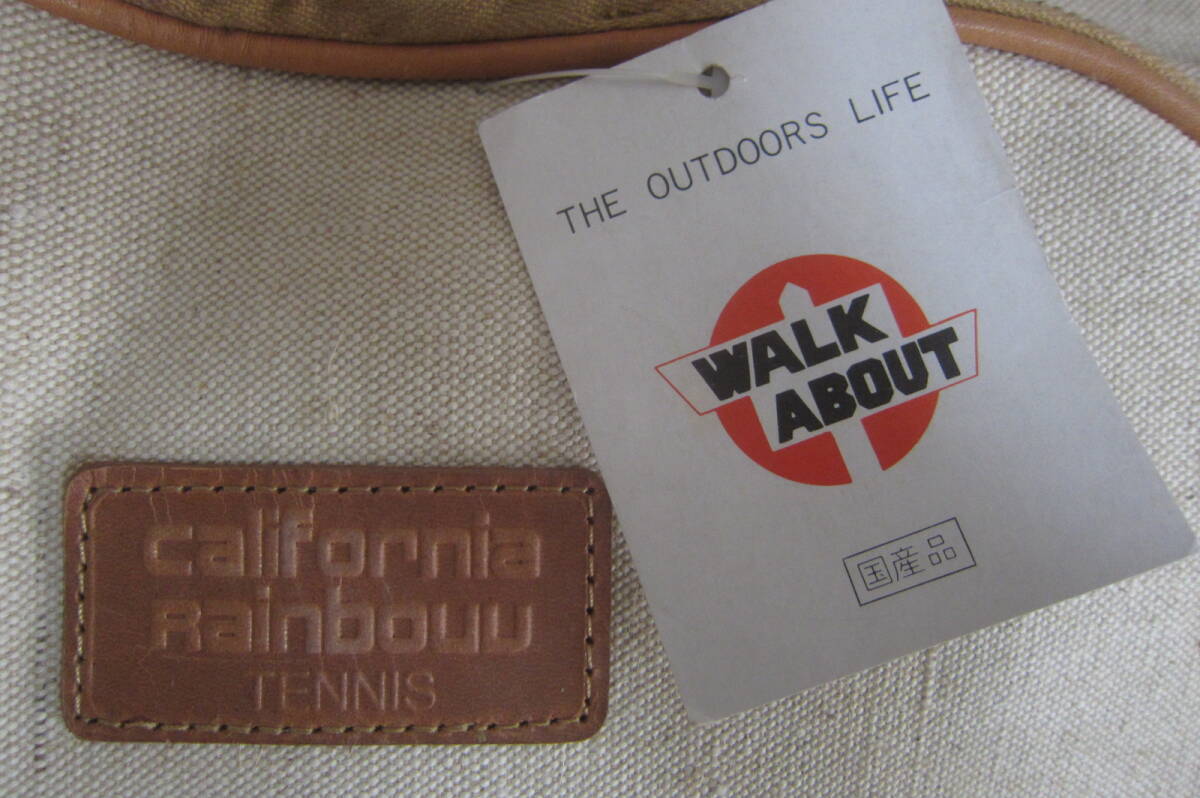 THE OUTDOORS LIFE
WALK
ABOUT
国産品
california
Rainbow
TENNIS